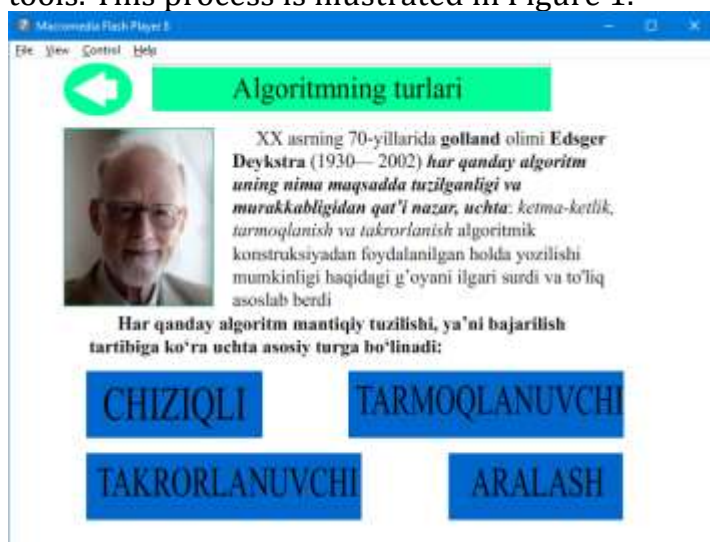 tools. This process is illustrated in Figure 1.
Macromedia Flash Player 8
File View Control Help
Algoritmning turlari
XX asrning 70-yillarida golland olimi Edsger
Deykstra (1930— 2002) har qanday algoritm
uning nima maqsadda tuzilganligi va
murakkabligidan qat’i nazar, uchta: ketma-ketlik,
tarmoqlanish va takrorlanish algoritmik
konstruksiyadan foydalanilgan holda yozilishi
mumkinligi haqidagi g’oyani ilgari surdi va to'liq
asoslab berdi
Har qanday algoritm mantiqiy tuzilishi, ya’ni bajarilish
tartibiga ko‘ra uchta asosiy turga bo‘linadi:
CHIZIQLI
TARMOQLANUVCHI
TAKRORLANUVCHI
ARALASH